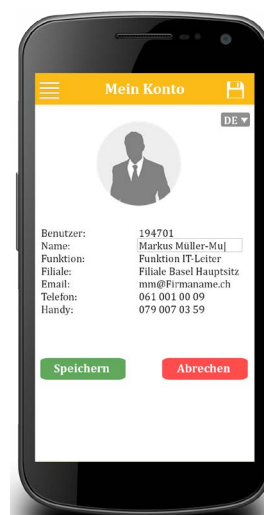 Mein Konto
DE
Benutzer: 194701
Name: Markus Müller-Mu
Funktion: Funktion IT-Leiter
Filiale: Filiale Basel Hauptsitz
Email: mm@Firmaname.ch
Telefon: 061 001 00 09
Handy: 079 007 03 59
Speichern Abrechen